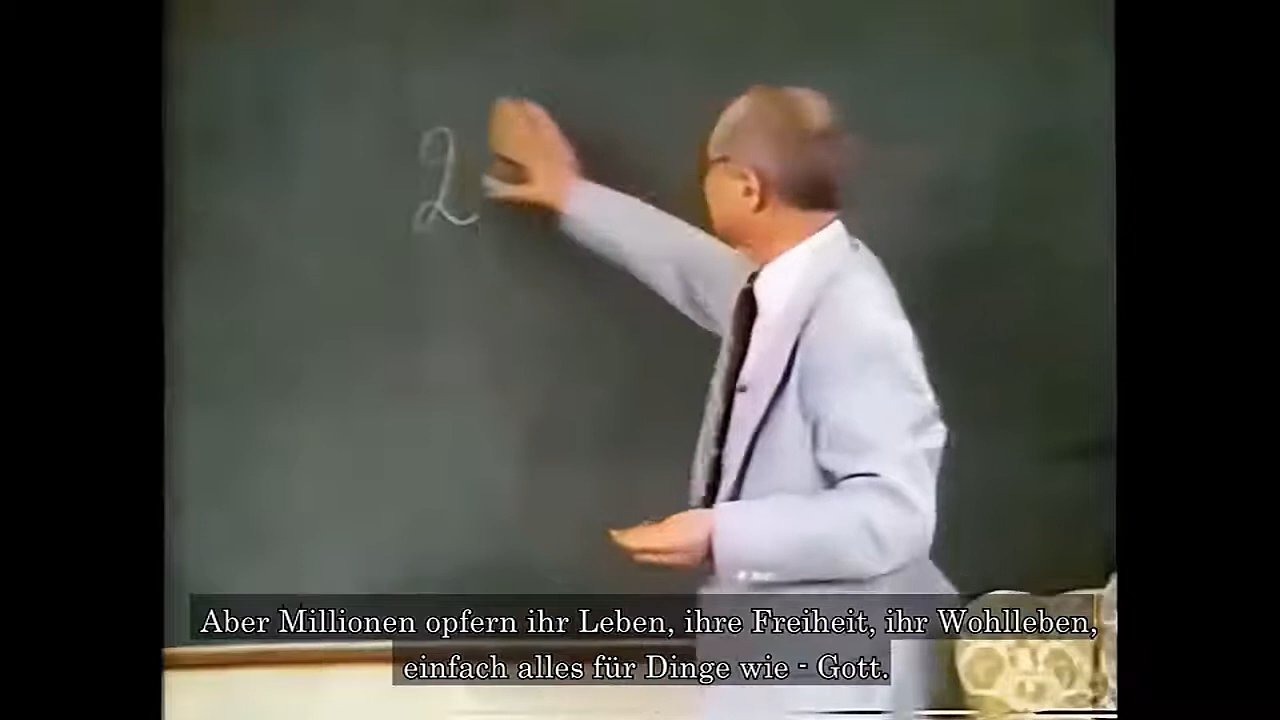 2
Aber Millionen opfern ihr Leben, ihre Freiheit, ihr Wohlleben,
einfach alles für Dinge wie - Gott.